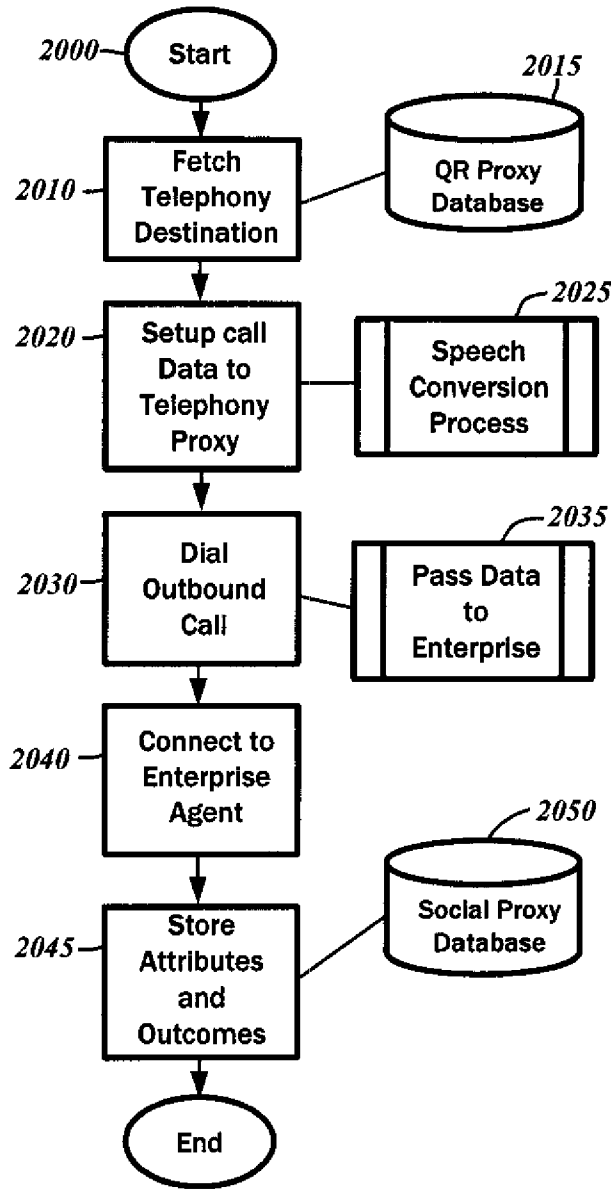 2000
Start
2015
QR Proxy
Database
2010
Fetch
Telephony
Destination
2025
2020
Setup call
Data to
Telephony
Proxy
Speech
Conversion
Process
2035
2030
Dial
Outbound
Call
Pass Data
to
Enterprise
2040
Connect to
Enterprise
Agent
2050
Social Proxy
Database
2045
Store
Attributes
and
Outcomes
End